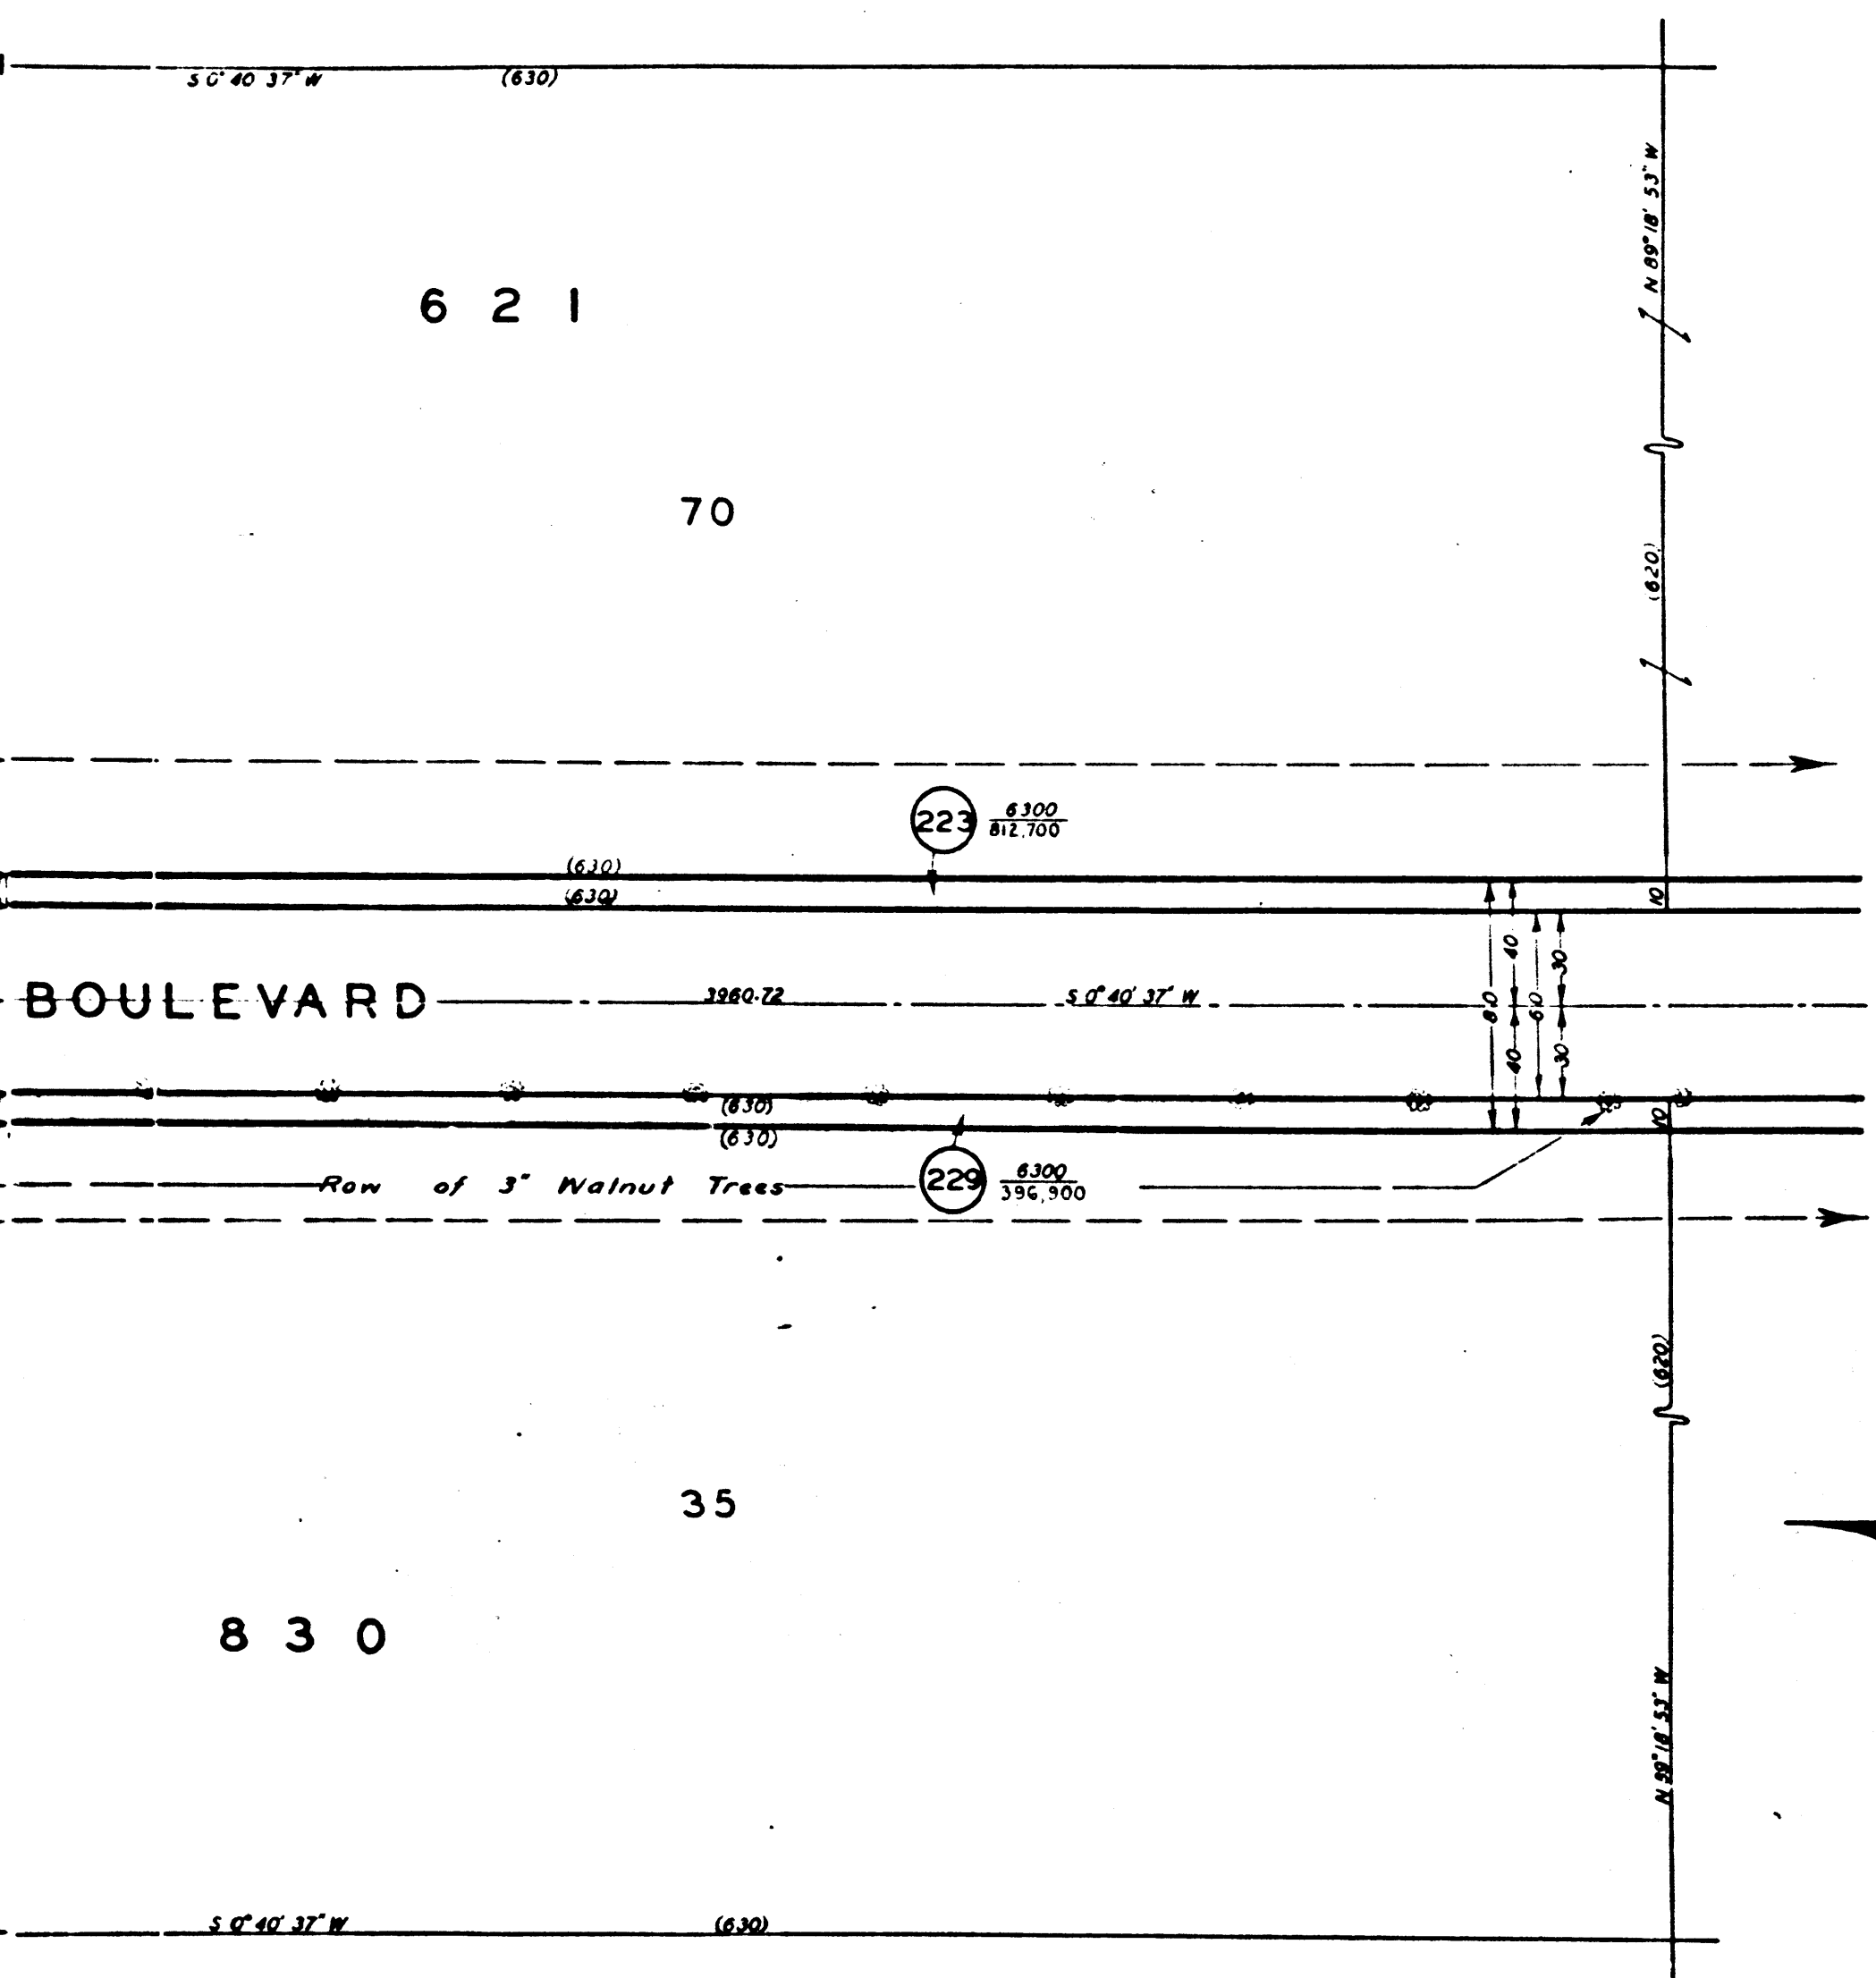 S 0° 40 37" W (630)
N 89° 18' 53" W
6 2 1
70
(620)
223 6300
812,700
(630)
(630)
10
40
30
BOULEVARD 3960.72 S 0° 40' 37" W
80
60
40
30
(630)
(630)
10
Row of 3" Walnut Trees
229 6300
396,900
(620)
35
8 3 0
N 89° 18' 53" W
S 0° 40' 37" W (630)